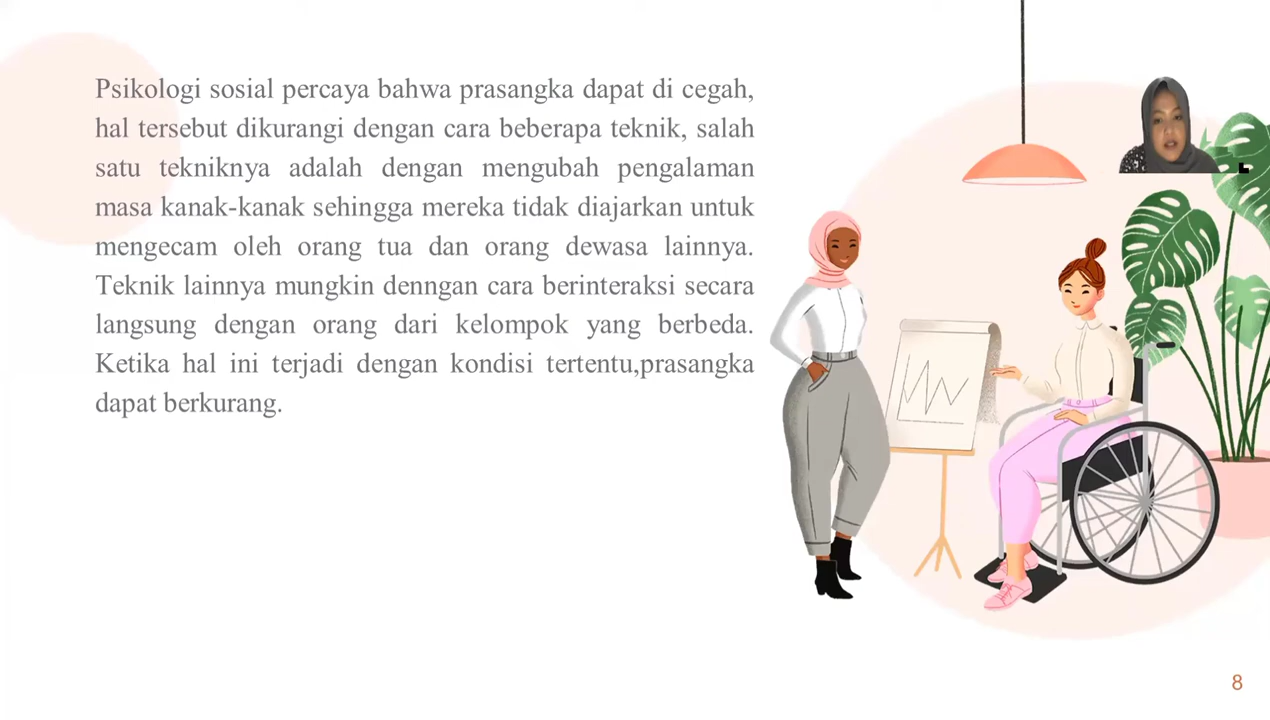 Psikologi sosial percaya bahwa prasangka dapat di cegah,
hal tersebut dikurangi dengan cara beberapa teknik, salah
satu tekniknya adalah dengan mengubah pengalaman
masa kanak-kanak sehingga mereka tidak diajarkan untuk
mengecam oleh orang tua dan orang dewasa lainnya.
Teknik lainnya mungkin denngan cara berinteraksi secara
langsung dengan orang dari kelompok yang berbeda.
Ketika hal ini terjadi dengan kondisi tertentu,prasangka
dapat berkurang.
8